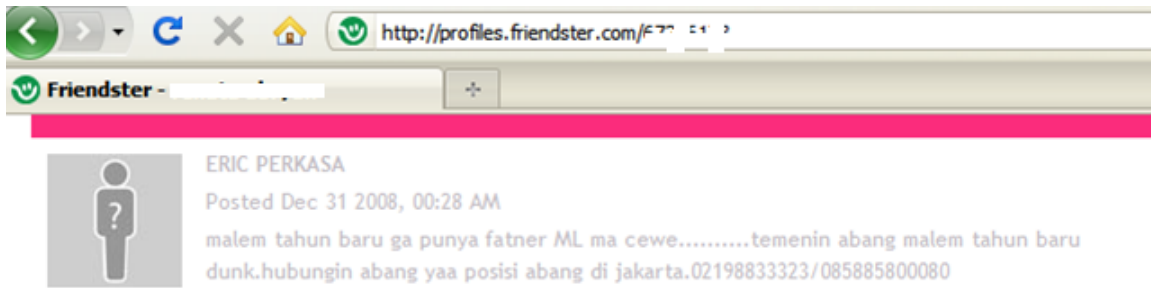 http://profiles.friendster.com/
Friendster -
ERIC PERKASA
Posted Dec 31 2008, 00:28 AM
malem tahun baru ga punya fatner ML ma cewe..........temenin abang malem tahun baru
dunk.hubungin abang yaa posisi abang di jakarta.02198833323/085885800080